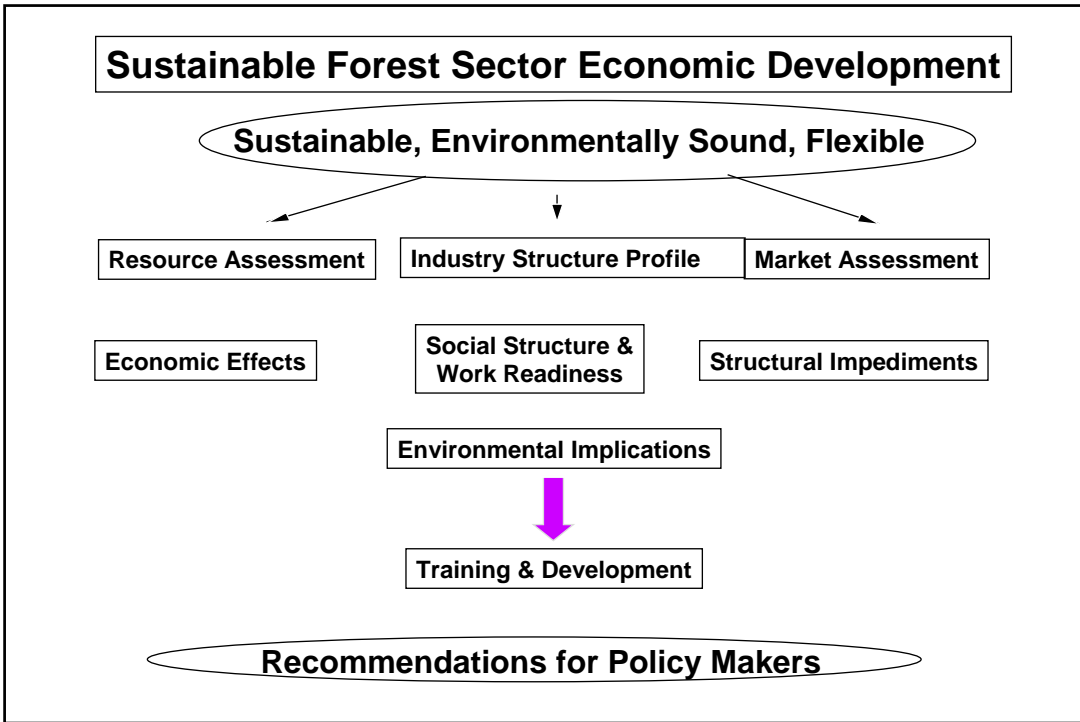 Sustainable Forest Sector Economic Development
Sustainable, Environmentally Sound, Flexible
Resource Assessment
Industry Structure Profile
Market Assessment
Economic Effects
Social Structure &
Work Readiness
Structural Impediments
Environmental Implications
Training & Development
Recommendations for Policy Makers